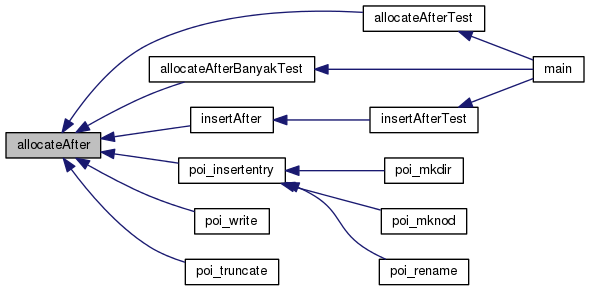 allocateAfter
allocateAfterTest
allocateAfterBanyakTest
main
insertAfter
insertAfterTest
poi_insertentry
poi_mkdir
poi_mknod
poi_rename
poi_write
poi_truncate